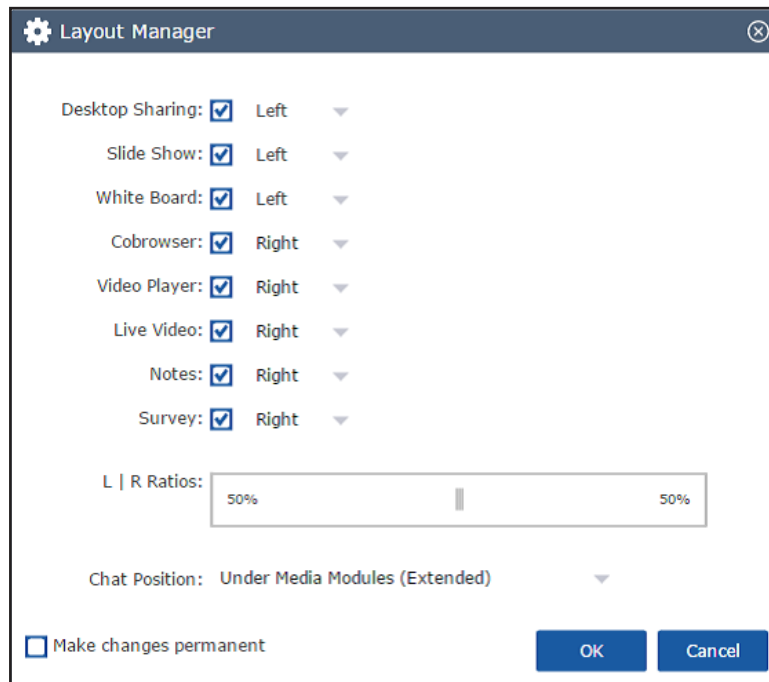 Layout Manager
Desktop Sharing: Left
Slide Show: Left
White Board: Left
Cobrowser: Right
Video Player: Right
Live Video: Right
Notes: Right
Survey: Right
L | R Ratios: 50% 50%
Chat Position: Under Media Modules (Extended)
Make changes permanent OK Cancel